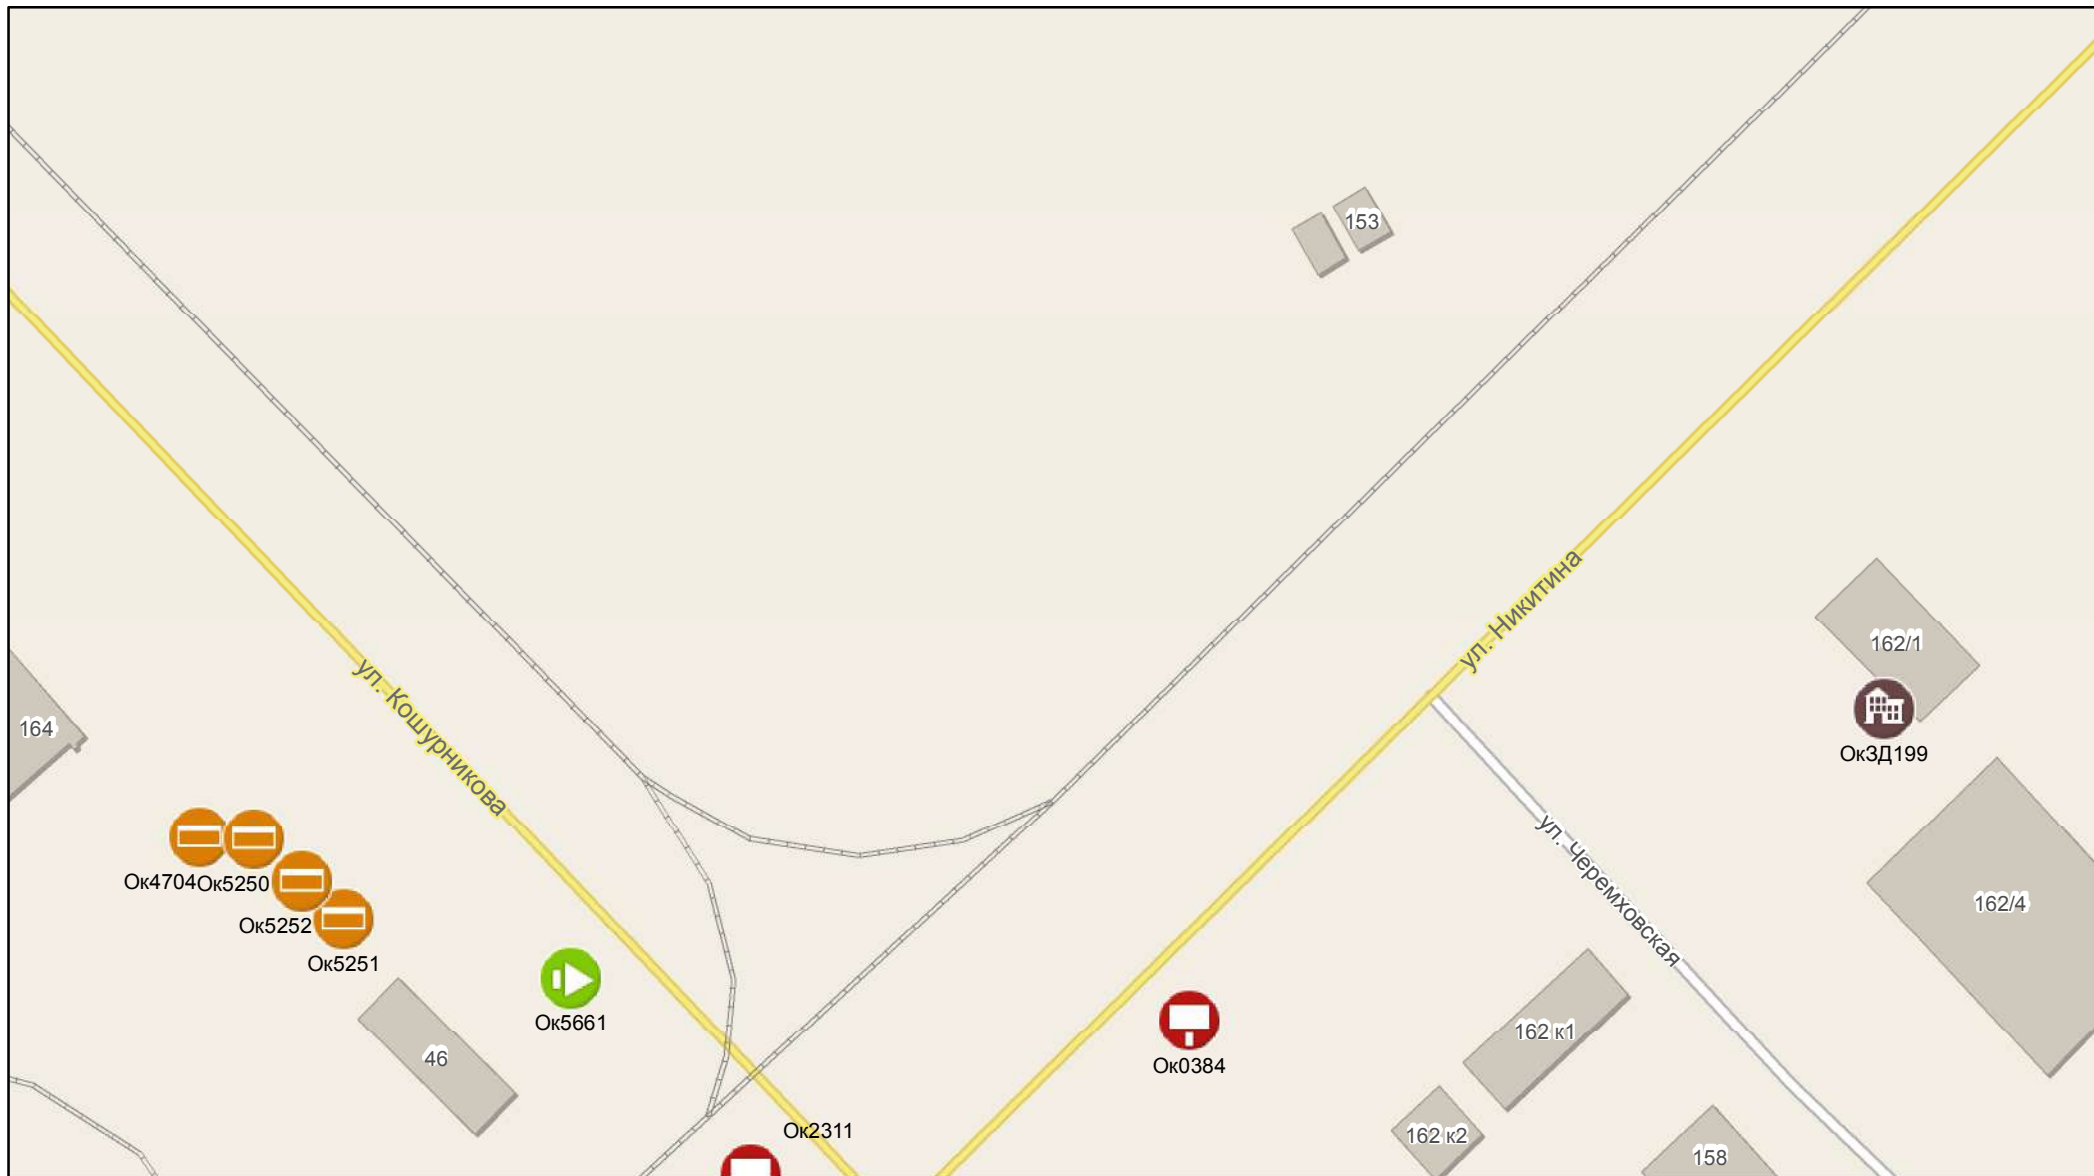 153
ул. Никитина
162/1
ул. Кошурникова
164
ОкЗД199
ул. Черемховская
Ок4704
Ок5250
162/4
Ок5252
Ок5251
Ок5661
162 к1
46
Ок0384
Ок2311
162 к2
158